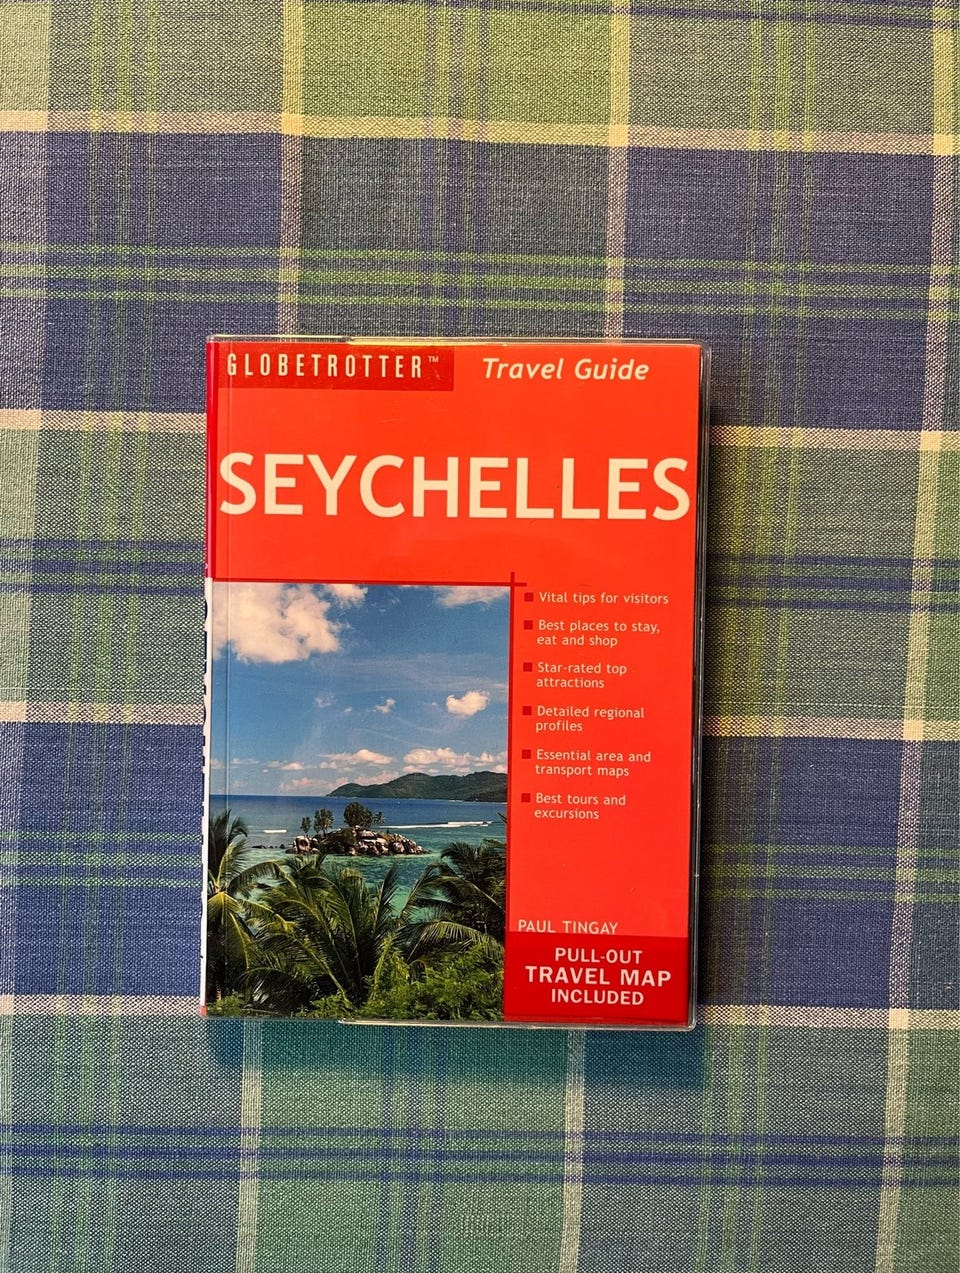 GLOBETROTTER™ Travel Guide
SEYCHELLES
Vital tips for visitors
Best places to stay,
eat and shop
Star-rated top
attractions
Detailed regional
profiles
Essential area and
transport maps
Best tours and
excursions
PAUL TINGAY
PULL-OUT
TRAVEL MAP
INCLUDED